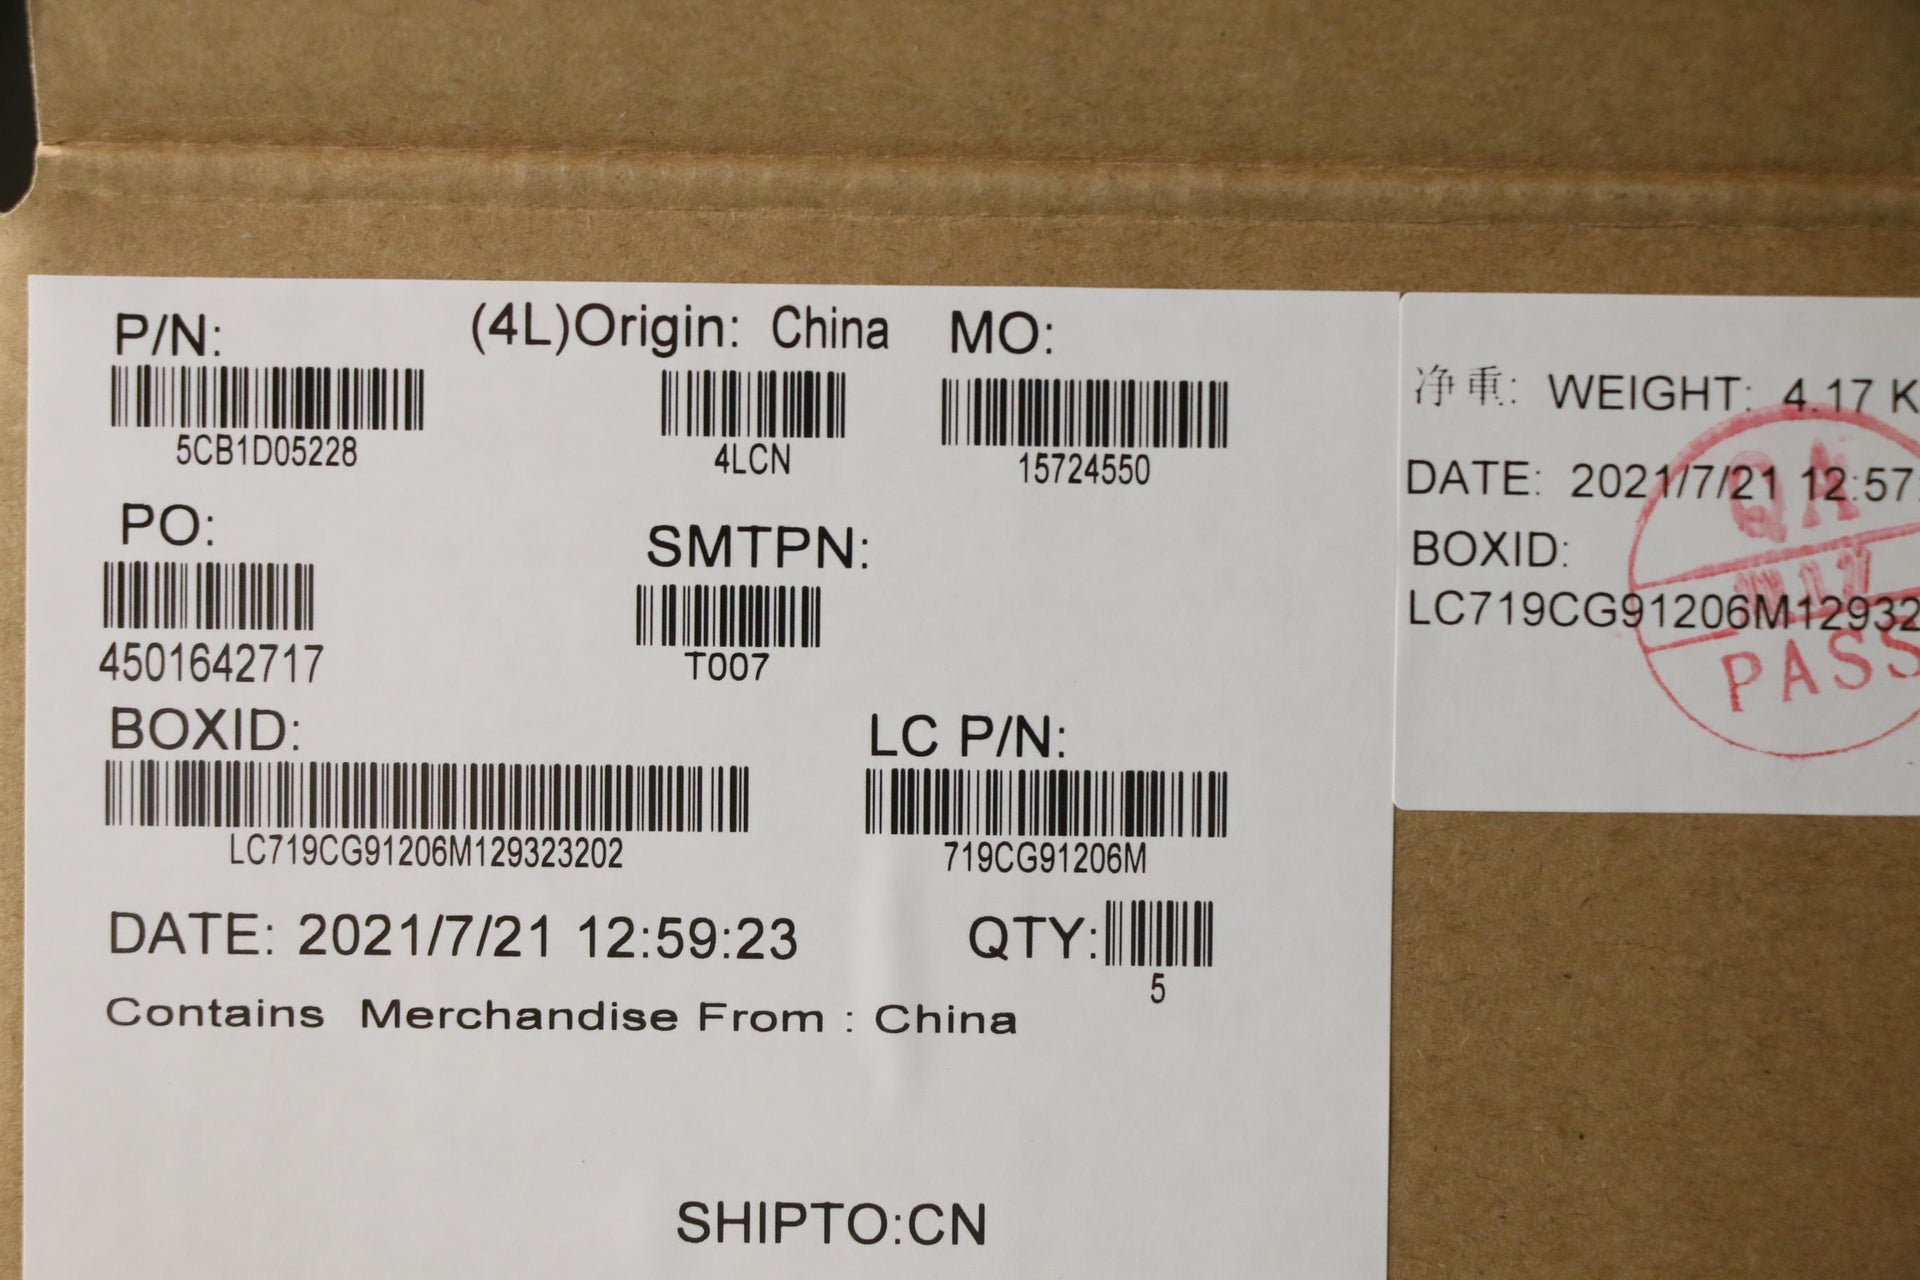 P/N:
(4L)Origin: China
MO:
5CB1D05228
4LCN
15724550
PO:
SMTPN:
4501642717
T007
BOXID:
LC P/N:
LC719CG91206M129323202
719CG91206M
DATE: 2021/7/21 12:59:23
QTY:
5
Contains Merchandise From : China
SHIPTO:CN
净重: WEIGHT: 4.17 K
DATE: 2021/7/21 12:57:
BOXID:
LC719CG91206M12932
QA
PASS